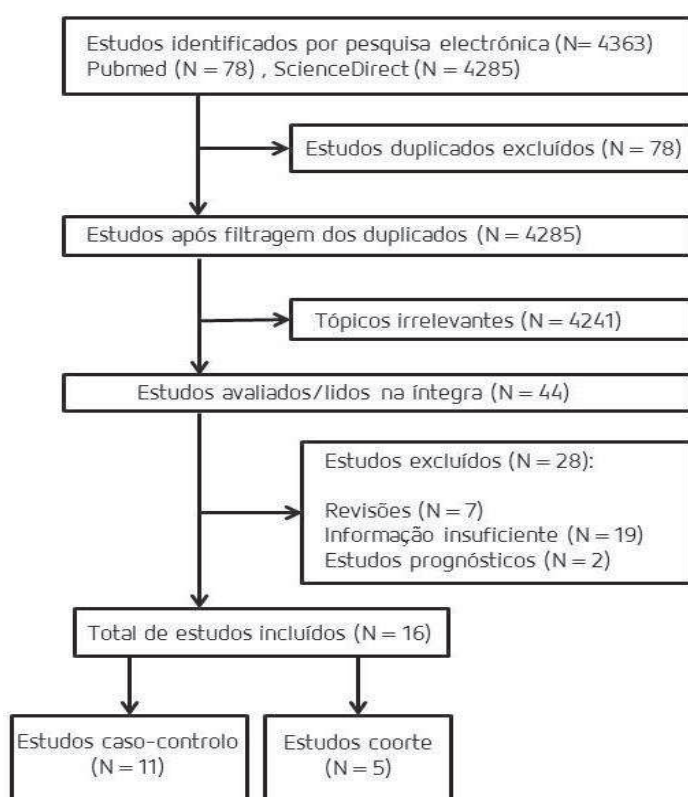 Estudos identificados por pesquisa electrónica (N= 4363)
Pubmed (N = 78) , ScienceDirect (N = 4285)
Estudos duplicados excluídos (N = 78)
Estudos após filtragem dos duplicados (N = 4285)
Tópicos irrelevantes (N = 4241)
Estudos avaliados/lidos na íntegra (N = 44)
Estudos excluídos (N = 28):
Revisões (N = 7)
Informação insuficiente (N = 19)
Estudos prognósticos (N = 2)
Total de estudos incluídos (N = 16)
Estudos caso-controlo
(N = 11)
Estudos coorte
(N = 5)